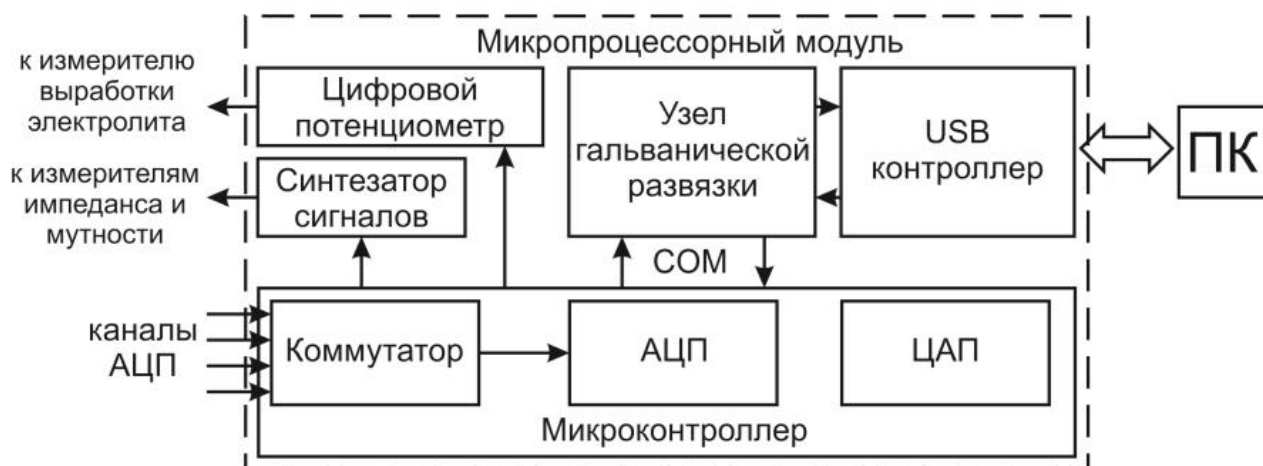 Микропроцессорный модуль
к измерителю
выработки
электролита
Цифровой
потенциометр
Узел
гальванической
развязки
USB
контроллер
ПК
к измерителям
импеданса и
мутности
Синтезатор
сигналов
COM
каналы
АЦП
Коммутатор
АЦП
ЦАП
Микроконтроллер